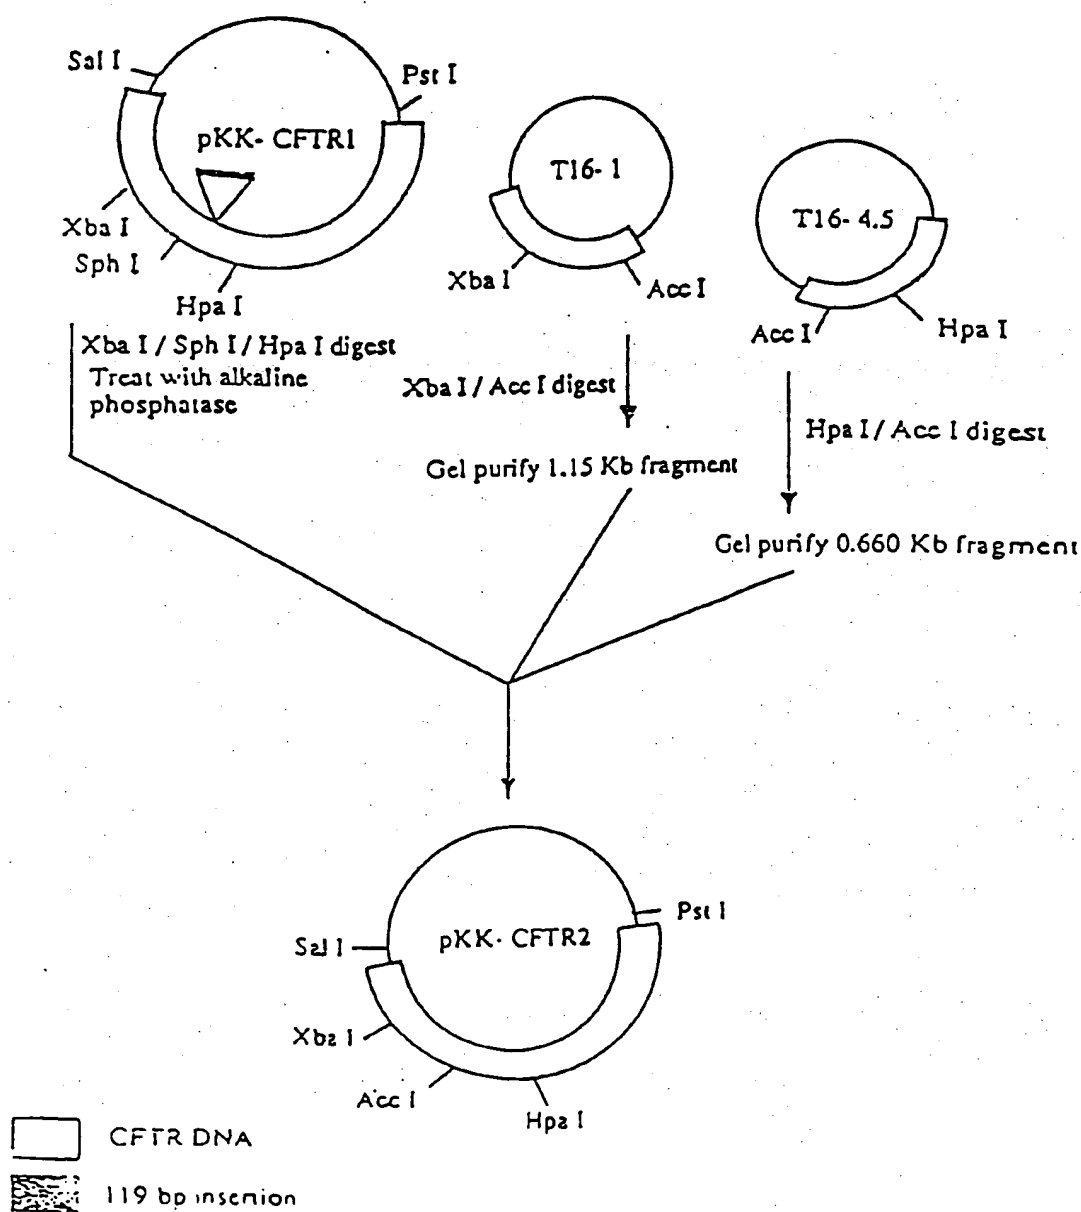 Sal I
Pst I
pKK- CFTR1
Xba I
Sph I
Hpa I
T16- 1
Xba I
Acc I
T16- 4.5
Acc I
Hpa I
Xba I / Sph I / Hpa I digest
Treat with alkaline
phosphatase
Xba I / Acc I digest
Hpa I / Acc I digest
Gel purify 1.15 Kb fragment
Gel purify 0.660 Kb fragment
Sal I
Pst I
pKK- CFTR2
Xba I
Acc I
Hpa I
CFTR DNA
119 bp insertion